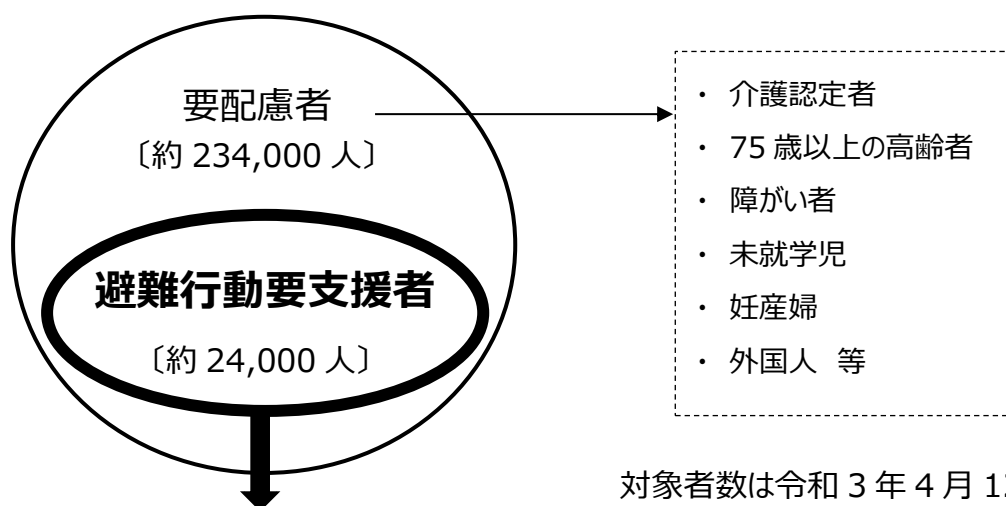 要配慮者
〔約 234,000 人〕
避難行動要支援者
〔約 24,000 人〕
・ 介護認定者
・ 75 歳以上の高齢者
・ 障がい者
・ 未就学児
・ 妊産婦
・ 外国人 等
対象者数は令和 3 年 4 月